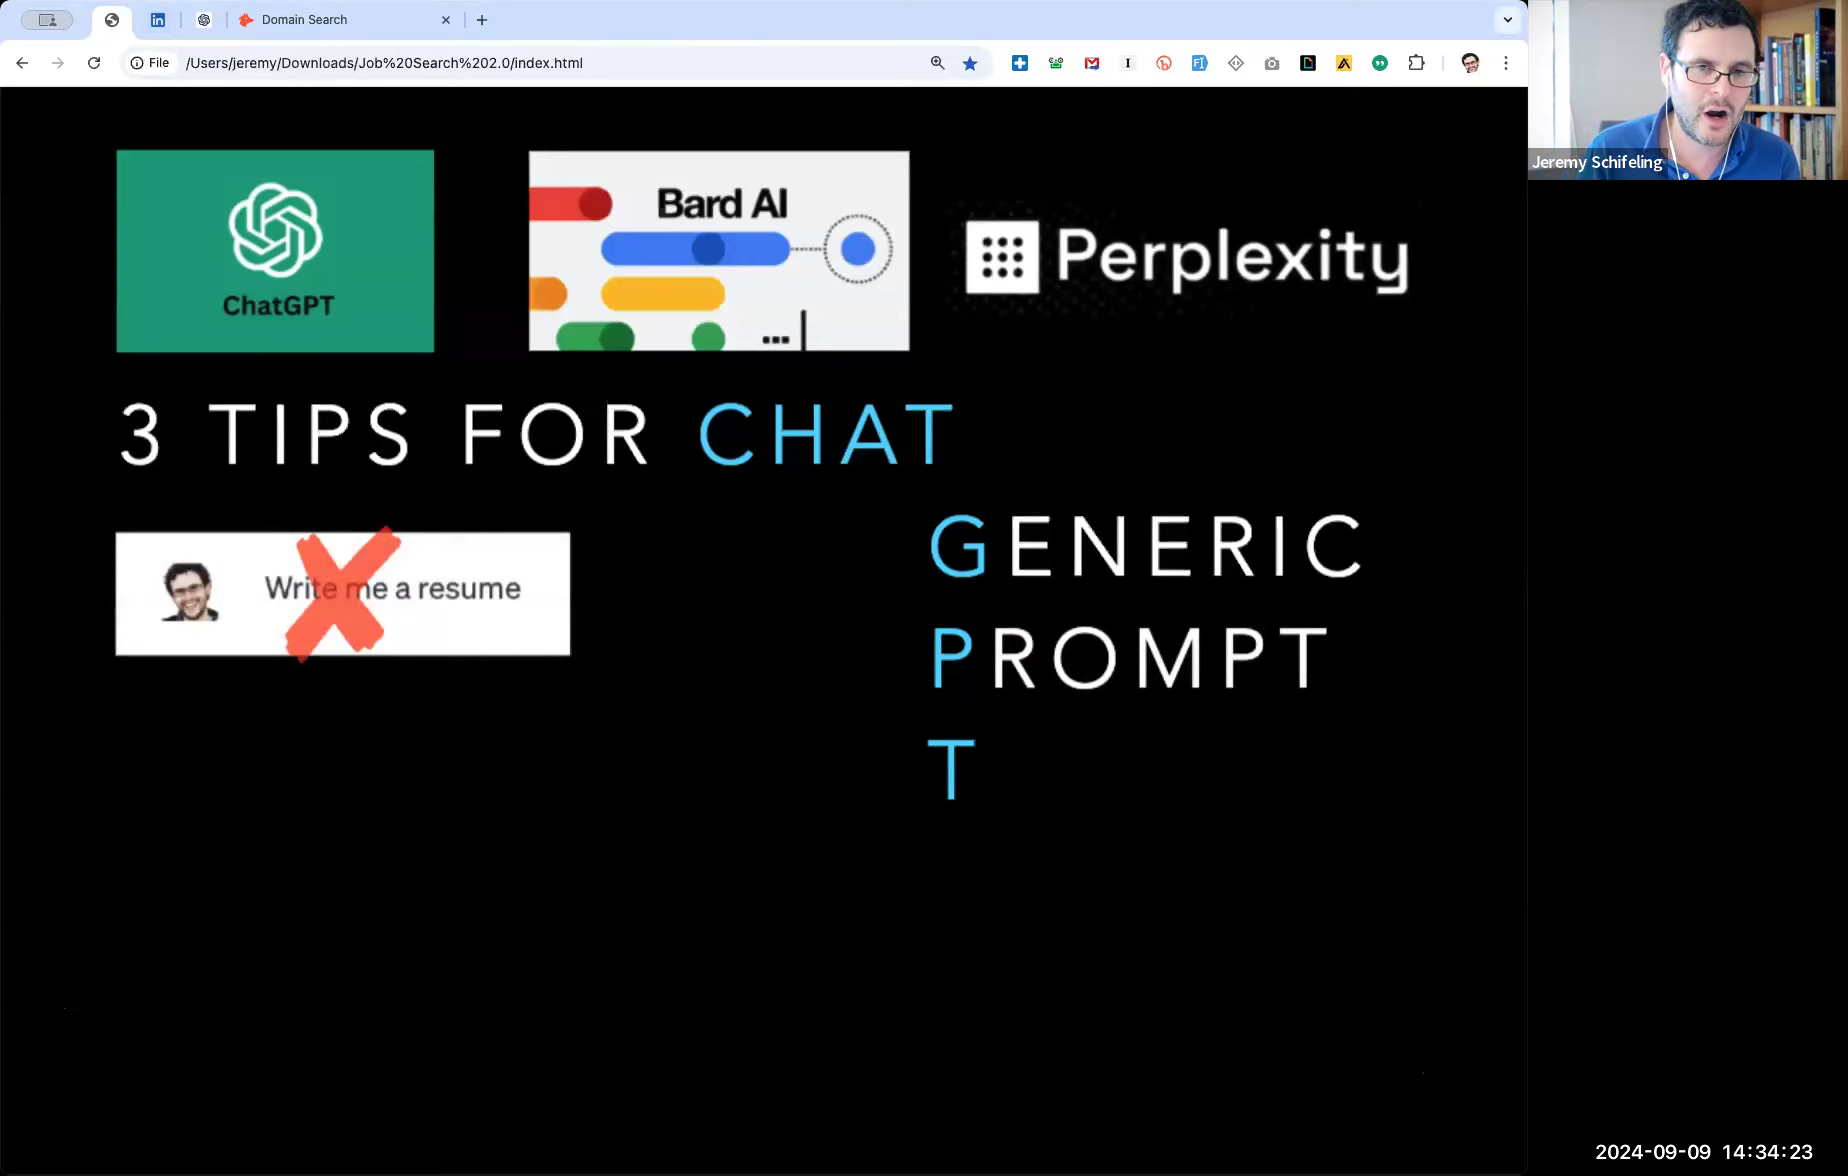 Domain Search
File
/Users/jeremy/Downloads/Job%20Search%202.0/index.html
Jeremy Schifeling
ChatGPT
Bard AI
Perplexity
3 TIPS FOR CHAT
GENERIC
Write me a resume
PROMPT
T
2024-09-09 14:34:23